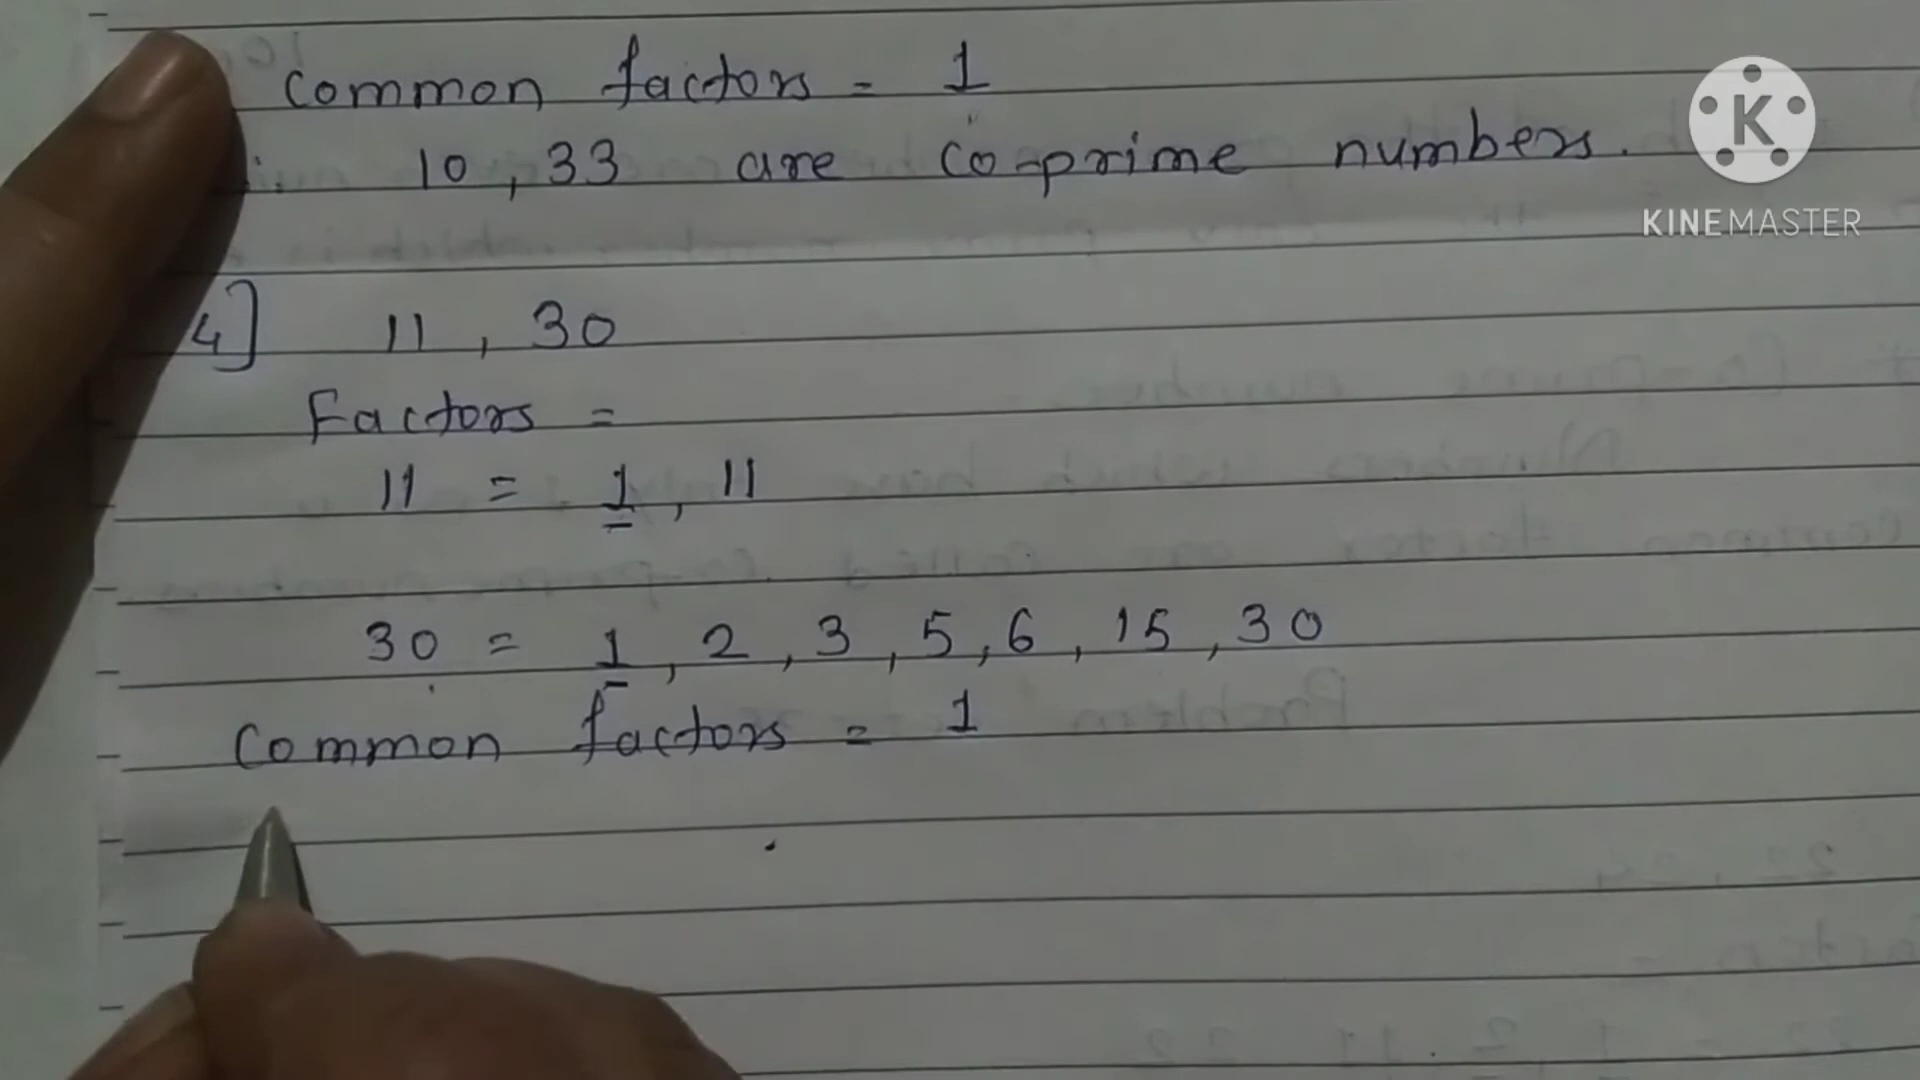 Common factors = 1
∴ 10, 33 are co-prime numbers.
K
KINEMASTER
4] 11, 30
Factors =
11 = 1, 11
30 = 1, 2, 3, 5, 6, 15, 30
Common factors = 1